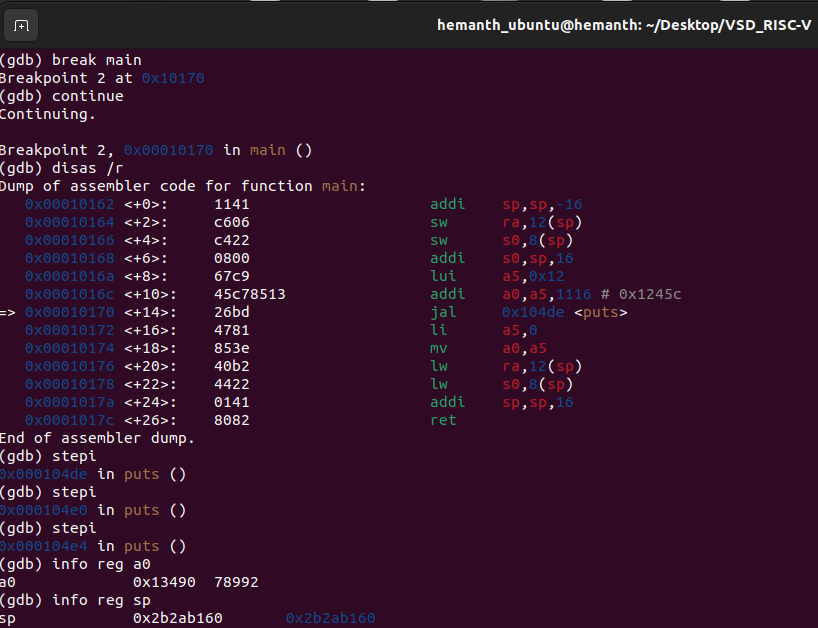 hemanth_ubuntu@hemanth: ~/Desktop/VSD_RISC-V
(gdb) break main
Breakpoint 2 at 0x10170
(gdb) continue
Continuing.
Breakpoint 2, 0x00010170 in main ()
(gdb) disas /r
Dump of assembler code for function main:
0x00010162 <+0>: 1141 addi sp,sp,-16
0x00010164 <+2>: c606 sw ra,12(sp)
0x00010166 <+4>: c422 sw s0,8(sp)
0x00010168 <+6>: 0800 addi s0,sp,16
0x0001016a <+8>: 67c9 lui a5,0x12
0x0001016c <+10>: 45c78513 addi a0,a5,1116 # 0x1245c
=> 0x00010170 <+14>: 26bd jal 0x104de <puts>
0x00010172 <+16>: 4781 li a5,0
0x00010174 <+18>: 853e mv a0,a5
0x00010176 <+20>: 40b2 lw ra,12(sp)
0x00010178 <+22>: 4422 lw s0,8(sp)
0x0001017a <+24>: 0141 addi sp,sp,16
0x0001017c <+26>: 8082 ret
End of assembler dump.
(gdb) stepi
0x000104de in puts ()
(gdb) stepi
0x000104e0 in puts ()
(gdb) stepi
0x000104e4 in puts ()
(gdb) info reg a0
a0 0x13490 78992
(gdb) info reg sp
sp 0x2b2ab160 0x2b2ab160